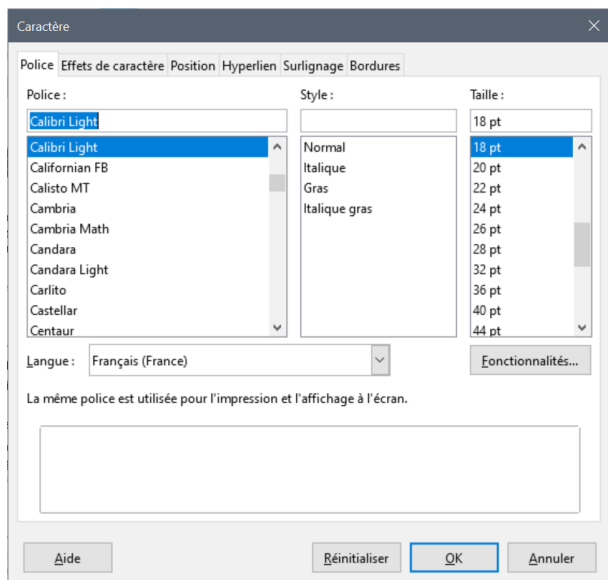 Caractère
Police Effets de caractère Position Hyperlien Surlignage Bordures
Police : Style : Taille :
Calibri Light 18 pt
Calibri Light Normal 18 pt
Californian FB Italique 20 pt
Calisto MT Gras 22 pt
Cambria Italique gras 24 pt
Cambria Math 26 pt
Candara 28 pt
Candara Light 32 pt
Carlito 36 pt
Castellar 40 pt
Centaur 44 pt
Langue : Français (France) Fonctionnalités...
La même police est utilisée pour l'impression et l'affichage à l'écran.
Aide Réinitialiser OK Annuler